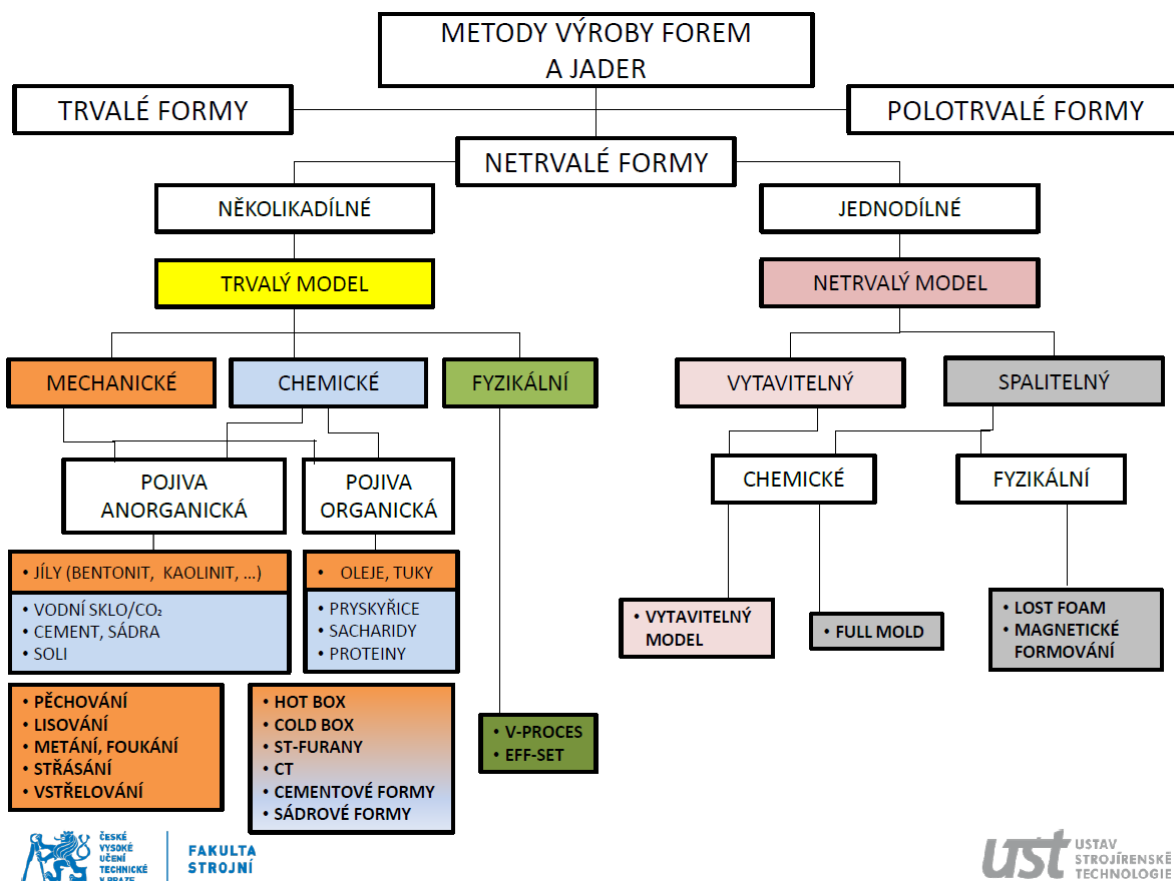 METODY VÝROBY FOREM
A JADER
TRVALÉ FORMY
POLOTRVALÉ FORMY
NETRVALÉ FORMY
NĚKOLIKADÍLNÉ
JEDNODÍLNÉ
TRVALÝ MODEL
NETRVALÝ MODEL
MECHANICKÉ
CHEMICKÉ
FYZIKÁLNÍ
VYTAVITELNÝ
SPALITELNÝ
POJIVA
ANORGANICKÁ
POJIVA
ORGANICKÁ
CHEMICKÉ
FYZIKÁLNÍ
• JÍLY (BENTONIT, KAOLINIT, ...)
• VODNÍ SKLO/CO₂
• CEMENT, SÁDRA
• SOLI
• OLEJE, TUKY
• PRYSKYŘICE
• SACHARIDY
• PROTEINY
• VYTAVITELNÝ
MODEL
• FULL MOLD
• LOST FOAM
• MAGNETICKÉ
FORMOVÁNÍ
• PĚCHOVÁNÍ
• LISOVÁNÍ
• METÁNÍ, FOUKÁNÍ
• STŘÁSÁNÍ
• VSTŘELOVÁNÍ
• HOT BOX
• COLD BOX
• ST-FURANY
• CT
• CEMENTOVÉ FORMY
• SÁDROVÉ FORMY
• V-PROCES
• EFF-SET
ČESKÉ
VYSOKÉ
UČENÍ
TECHNICKÉ
V PRAZE
FAKULTA
STROJNÍ
UST
USTAV
STROJÍRENSKÉ
TECHNOLOGIE